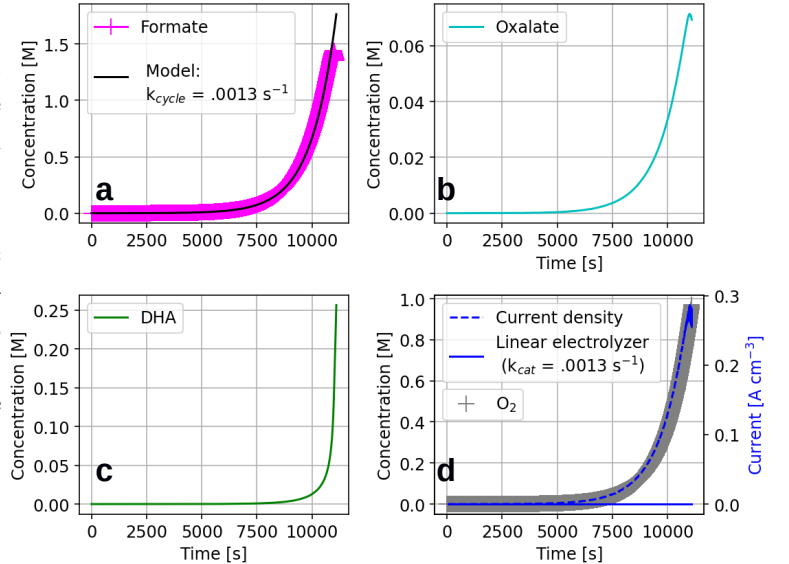 Formate
Model:
k_cycle = .0013 s⁻¹
Concentration [M]
1.5
1.0
0.5
0.0
a
0 2500 5000 7500 10000
Oxalate
Concentration [M]
0.06
0.04
0.02
0.00
b
0 2500 5000 7500 10000
Time [s]
DHA
Concentration [M]
0.25
0.20
0.15
0.10
0.05
0.00
c
0 2500 5000 7500 10000
Time [s]
Current density
Linear electrolyzer
(k_cat = .0013 s⁻¹)
O₂
Concentration [M]
1.0
0.8
0.6
0.4
0.2
0.0
d
0 2500 5000 7500 10000
Time [s]
0.3
0.2
0.1
0.0
Current [A cm⁻³]